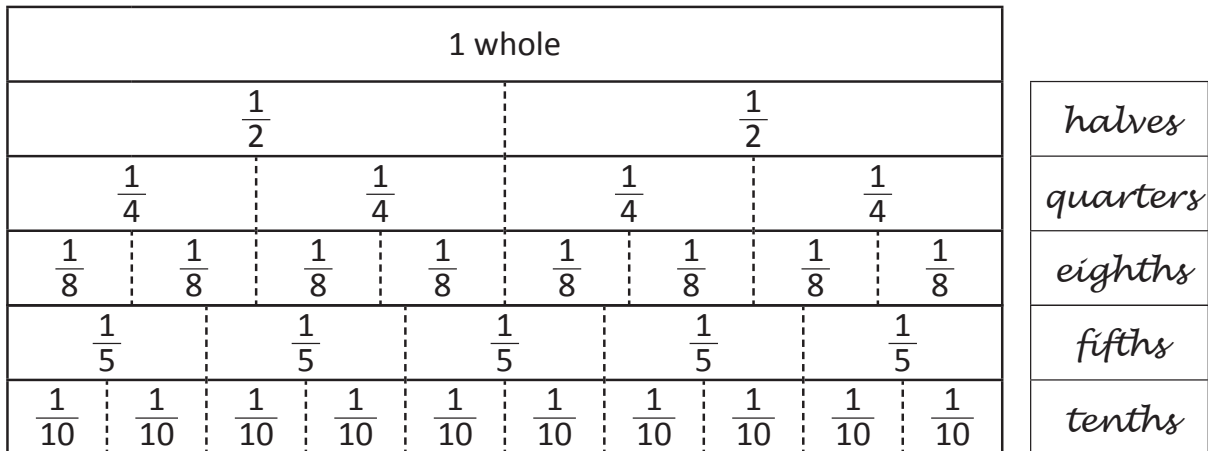 1 whole
1/2 1/2 halves
1/4 1/4 1/4 1/4 quarters
1/8 1/8 1/8 1/8 1/8 1/8 1/8 1/8 eighths
1/5 1/5 1/5 1/5 1/5 fifths
1/10 1/10 1/10 1/10 1/10 1/10 1/10 1/10 1/10 1/10 tenths